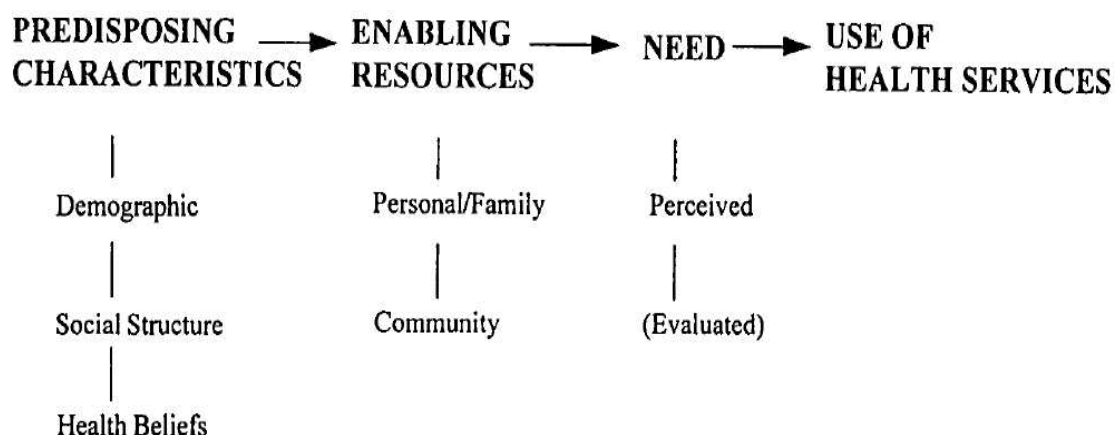 PREDISPOSING
CHARACTERISTICS
ENABLING
RESOURCES
NEED
USE OF
HEALTH SERVICES
Demographic
Personal/Family
Perceived
Social Structure
Community
(Evaluated)
Health Beliefs